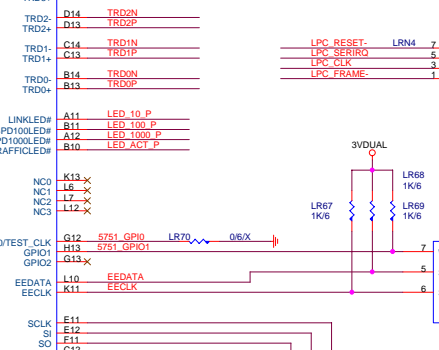 TRD2- D14 TRD2N
TRD2+ D13 TRD2P
TRD1- C14 TRD1N
TRD1+ C13 TRD1P
LPC_RESET- LRN4 7
LPC_SERIRQ 5
LPC_CLK 3
LPC_FRAME- 1
TRD0- B14 TRD0N
TRD0+ B13 TRD0P
LINKLED# A11 LED_10_P
PD100LED# B11 LED_100_P
PD1000LED# A12 LED_1000_P
RAFFICLED# B10 LED_ACT_P
3VDUAL
NC0 K13
NC1 L6
NC2 L7
NC3 L12
LR68
1K/6
LR67
1K/6
LR69
1K/6
0/TEST_CLK G12 5751_GPI0 LR70 0/6/X
GPIO1 H13 5751_GPIO1 7
GPIO2 G13
EEDATA L10 EEDATA 5
EECLK K11 EECLK 6
SCLK E11
SI E12
SO F11